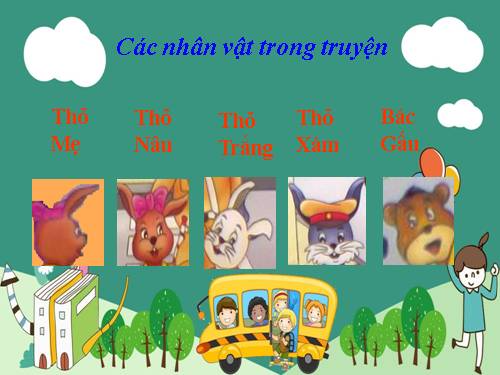 Các nhân vật trong truyện
Thỏ Mẹ
Thỏ Nâu
Thỏ Trắng
Thỏ Xám
Bác Gấu